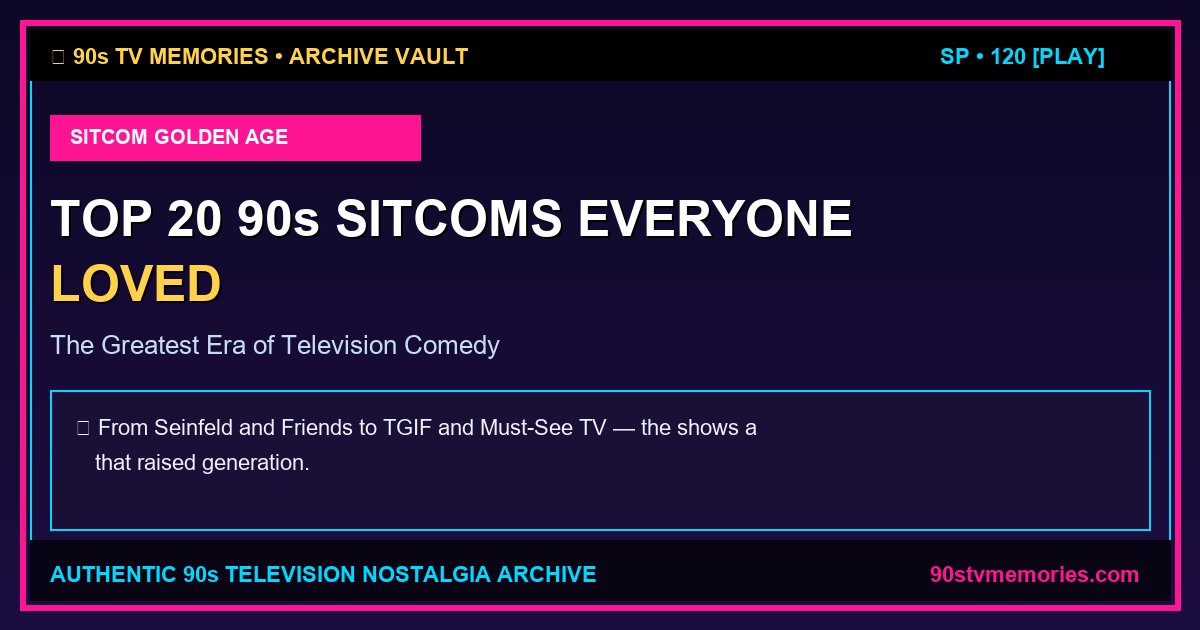 90s TV MEMORIES • ARCHIVE VAULT
SP • 120 [PLAY]
SITCOM GOLDEN AGE
TOP 20 90s SITCOMS EVERYONE
LOVED
The Greatest Era of Television Comedy
From Seinfeld and Friends to TGIF and Must-See TV — the shows a
that raised generation.
AUTHENTIC 90s TELEVISION NOSTALGIA ARCHIVE
90stvmemories.com